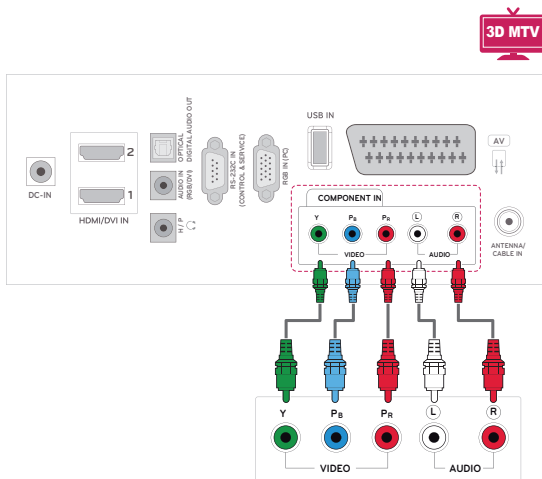 3D MTV
DC-IN
2
1
HDMI/DVI IN
OPTICAL
DIGITAL AUDIO OUT
AUDIO IN
(RGB/DVI)
H / P
RS-232C IN
(CONTROL & SERVICE)
RGB IN (PC)
USB IN
AV
ANTENNA/
CABLE IN
COMPONENT IN
Y PB PR L R
VIDEO AUDIO
Y PB PR L R
VIDEO AUDIO